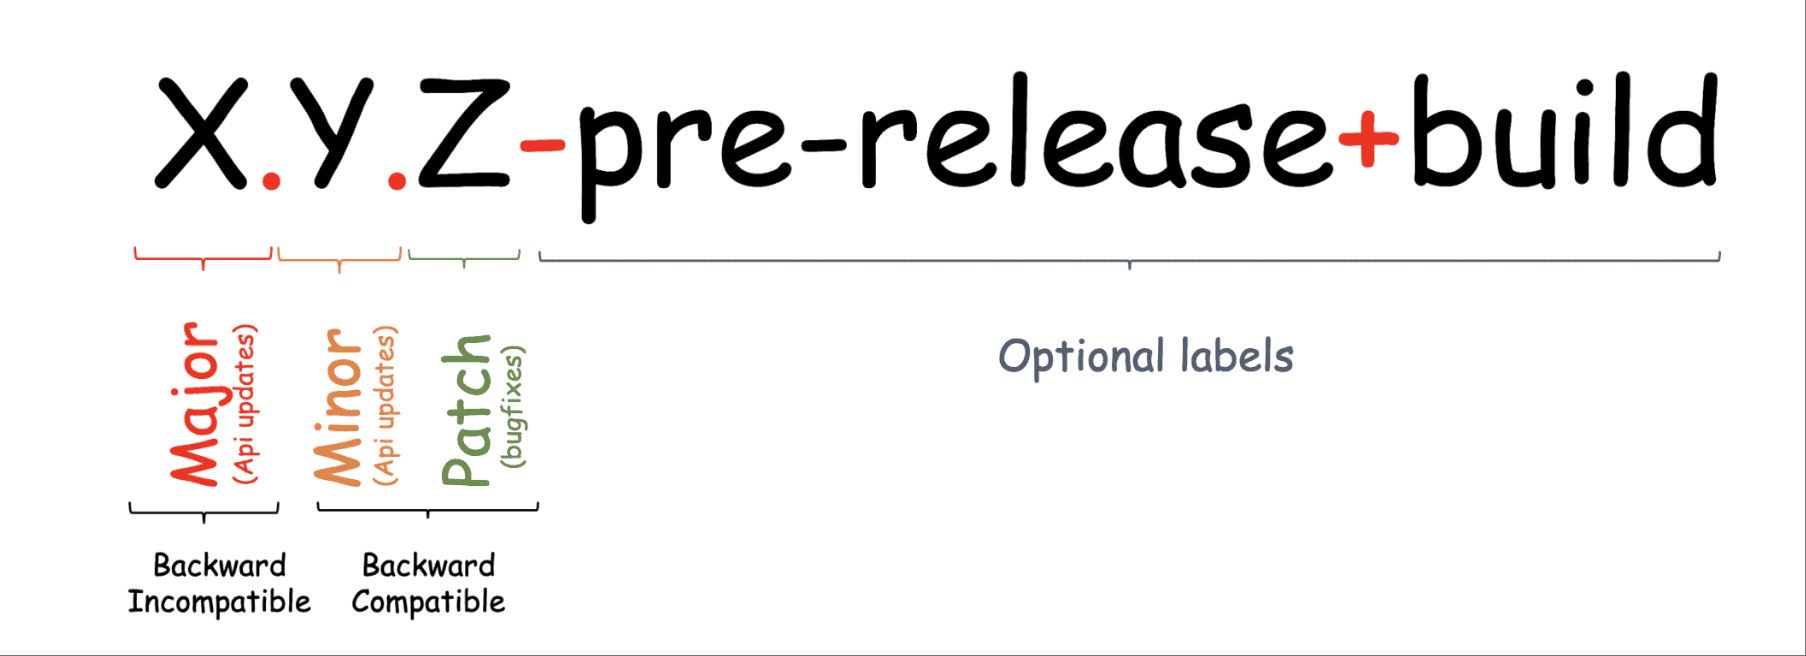 X.Y.Z-pre-release+build
Major
(Api updates)
Minor
(Api updates)
Patch
(bugfixes)
Optional labels
Backward
Incompatible
Backward
Compatible